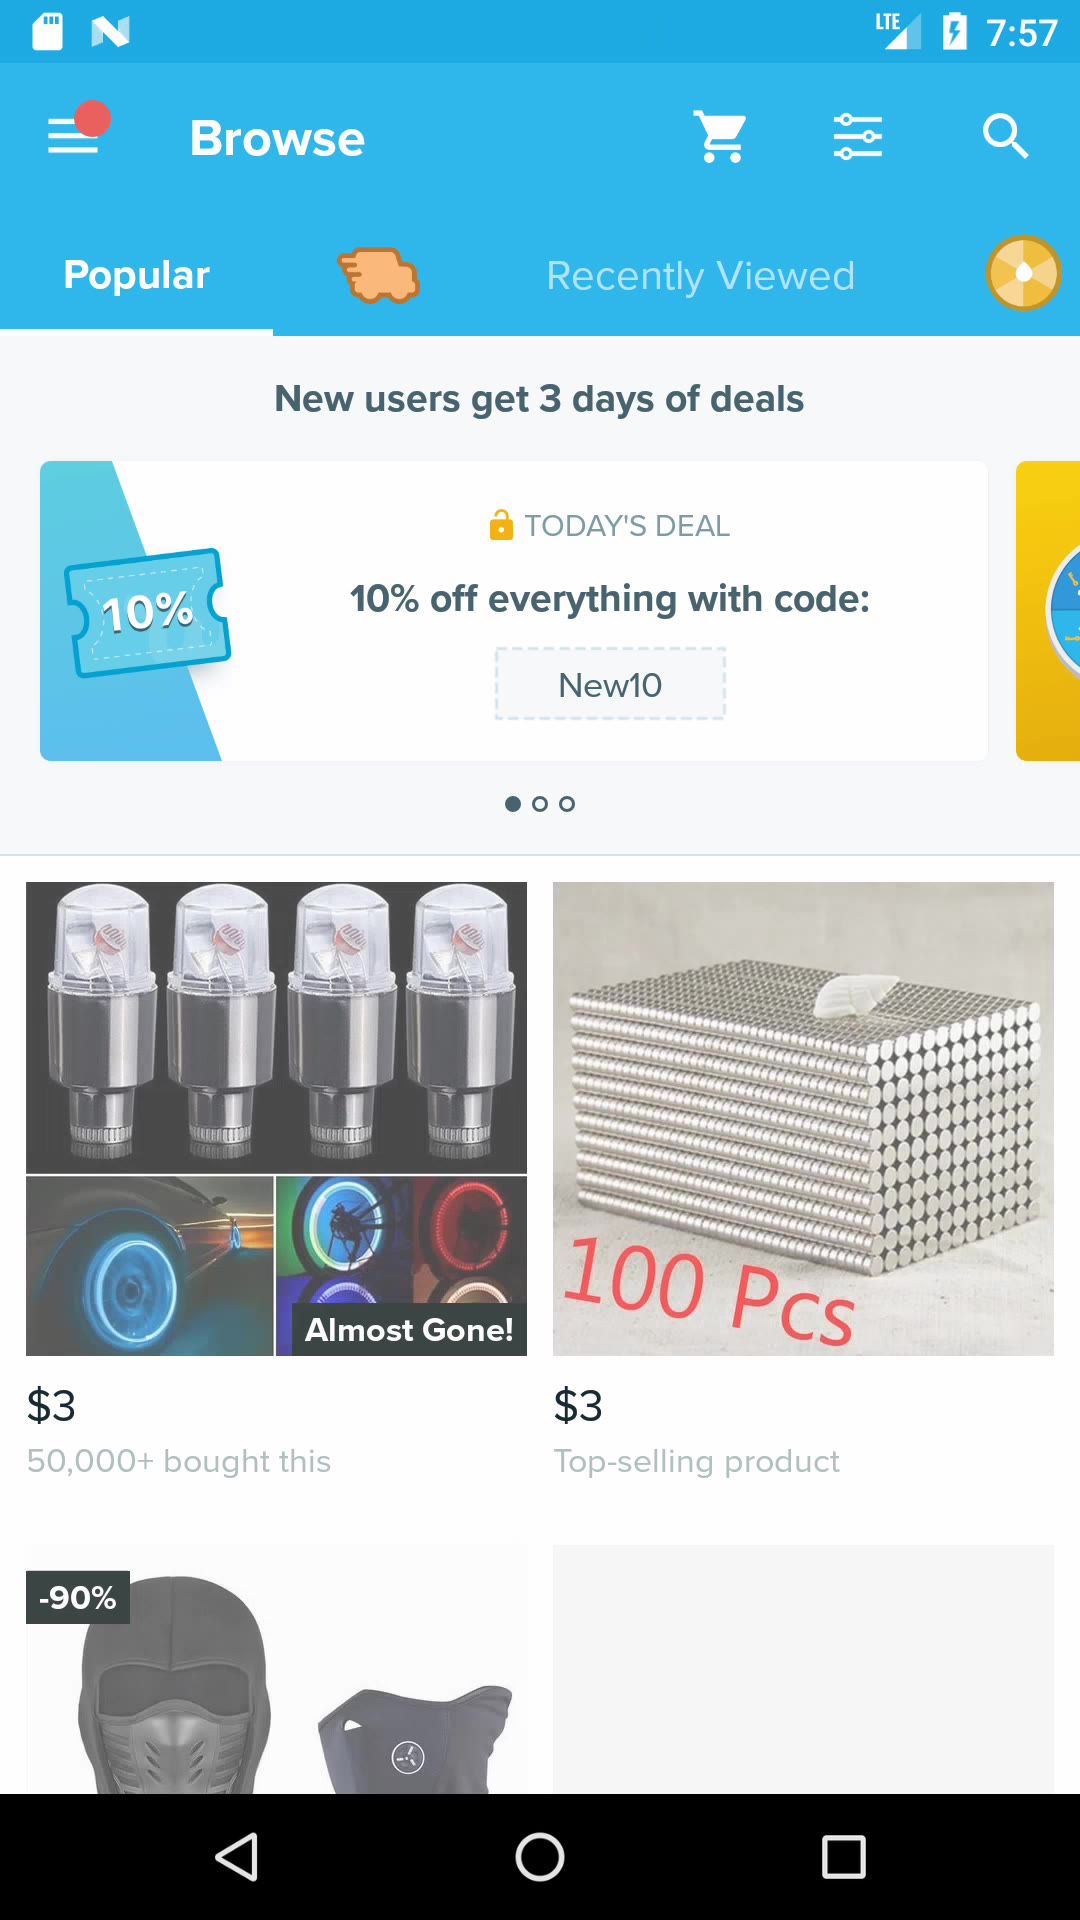 LTE 7:57
Browse
Popular
Recently Viewed
New users get 3 days of deals
TODAY'S DEAL
10%
10% off everything with code:
New10
Almost Gone!
100 Pcs
$3
$3
50,000+ bought this
Top-selling product
-90%